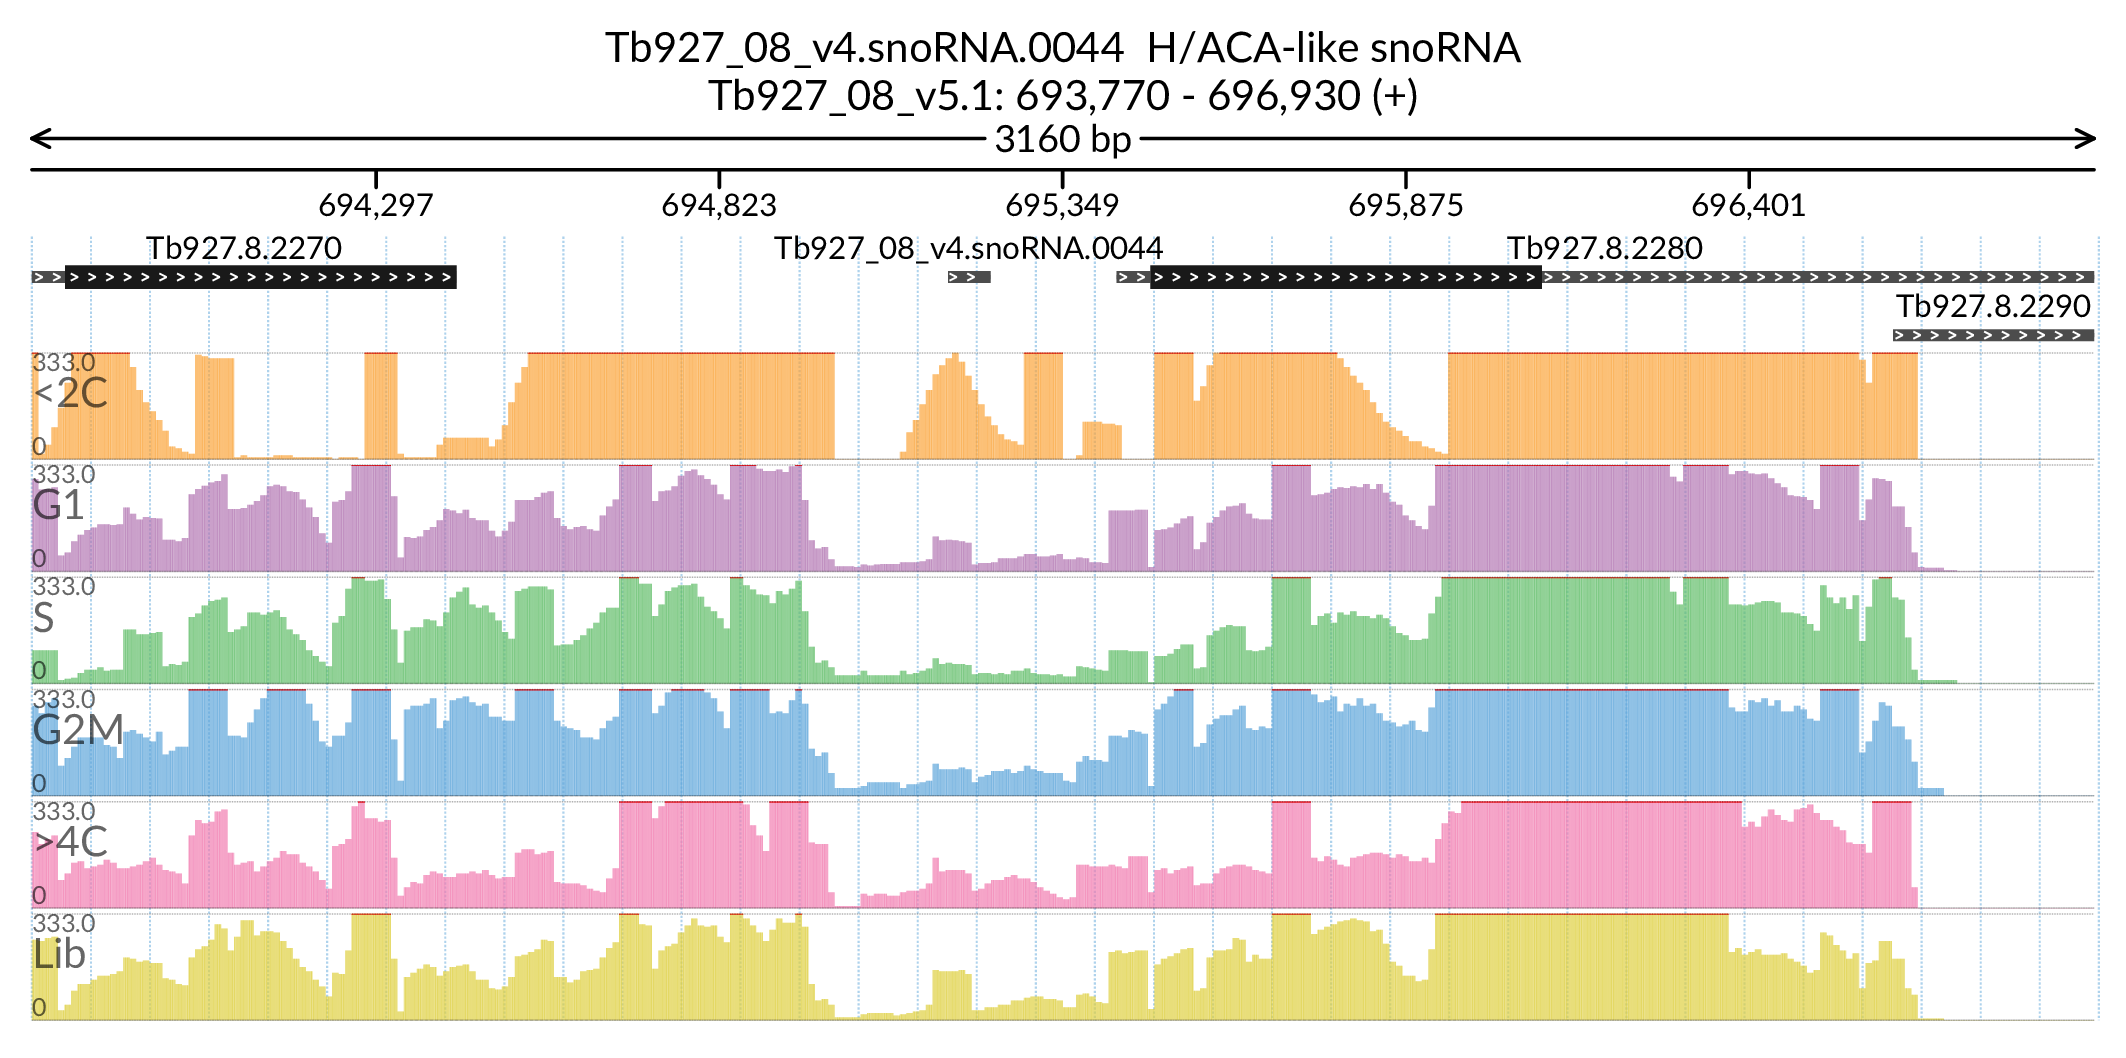 Tb927_08_v4.snoRNA.0044 H/ACA-like snoRNA
Tb927_08_v5.1: 693,770 - 696,930 (+)
3160 bp
694,297 694,823 695,349 695,875 696,401
Tb927.8.2270 Tb927_08_v4.snoRNA.0044 Tb927.8.2280
Tb927.8.2290
333.0
<2C
0
333.0
G1
0
333.0
S
0
333.0
G2M
0
333.0
>4C
0
333.0
Lib
0